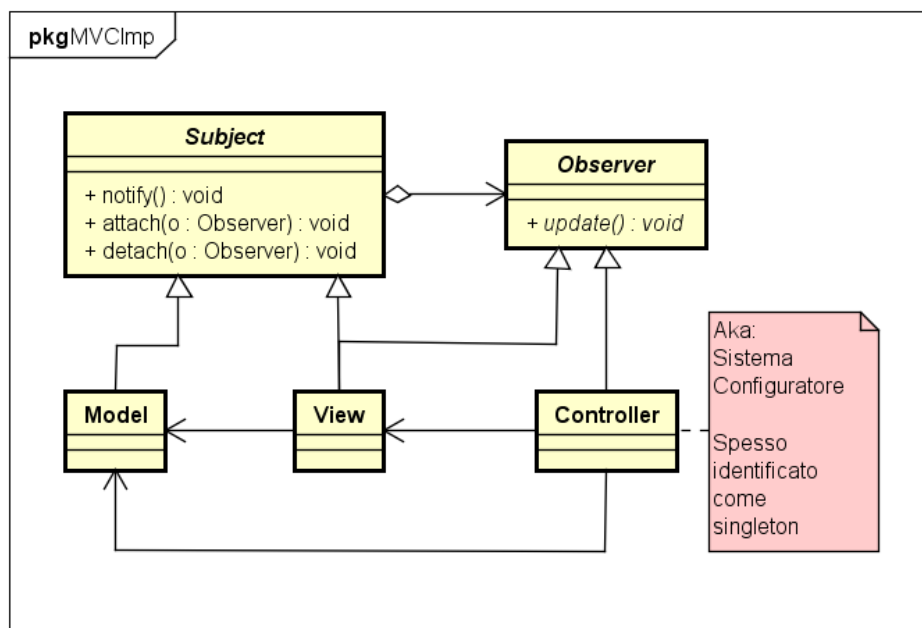 pkgMVCImp
Subject
+ notify() : void
+ attach(o : Observer) : void
+ detach(o : Observer) : void
Observer
+ update() : void
Model
View
Controller
Aka:
Sistema
Configuratore
Spesso
identificato
come
singleton